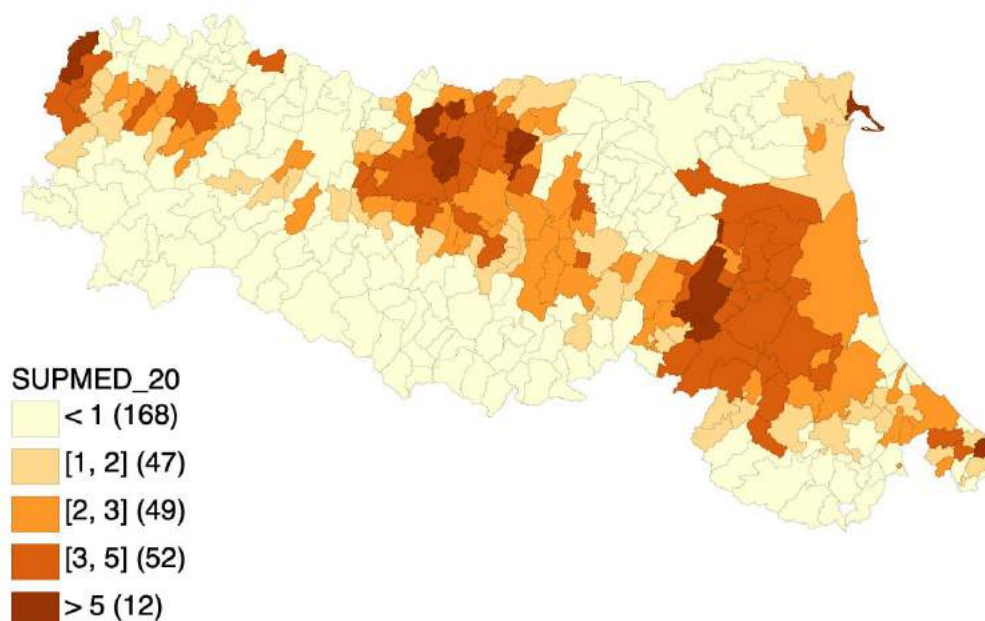 SUPMED_20
< 1 (168)
[1, 2] (47)
[2, 3] (49)
[3, 5] (52)
> 5 (12)